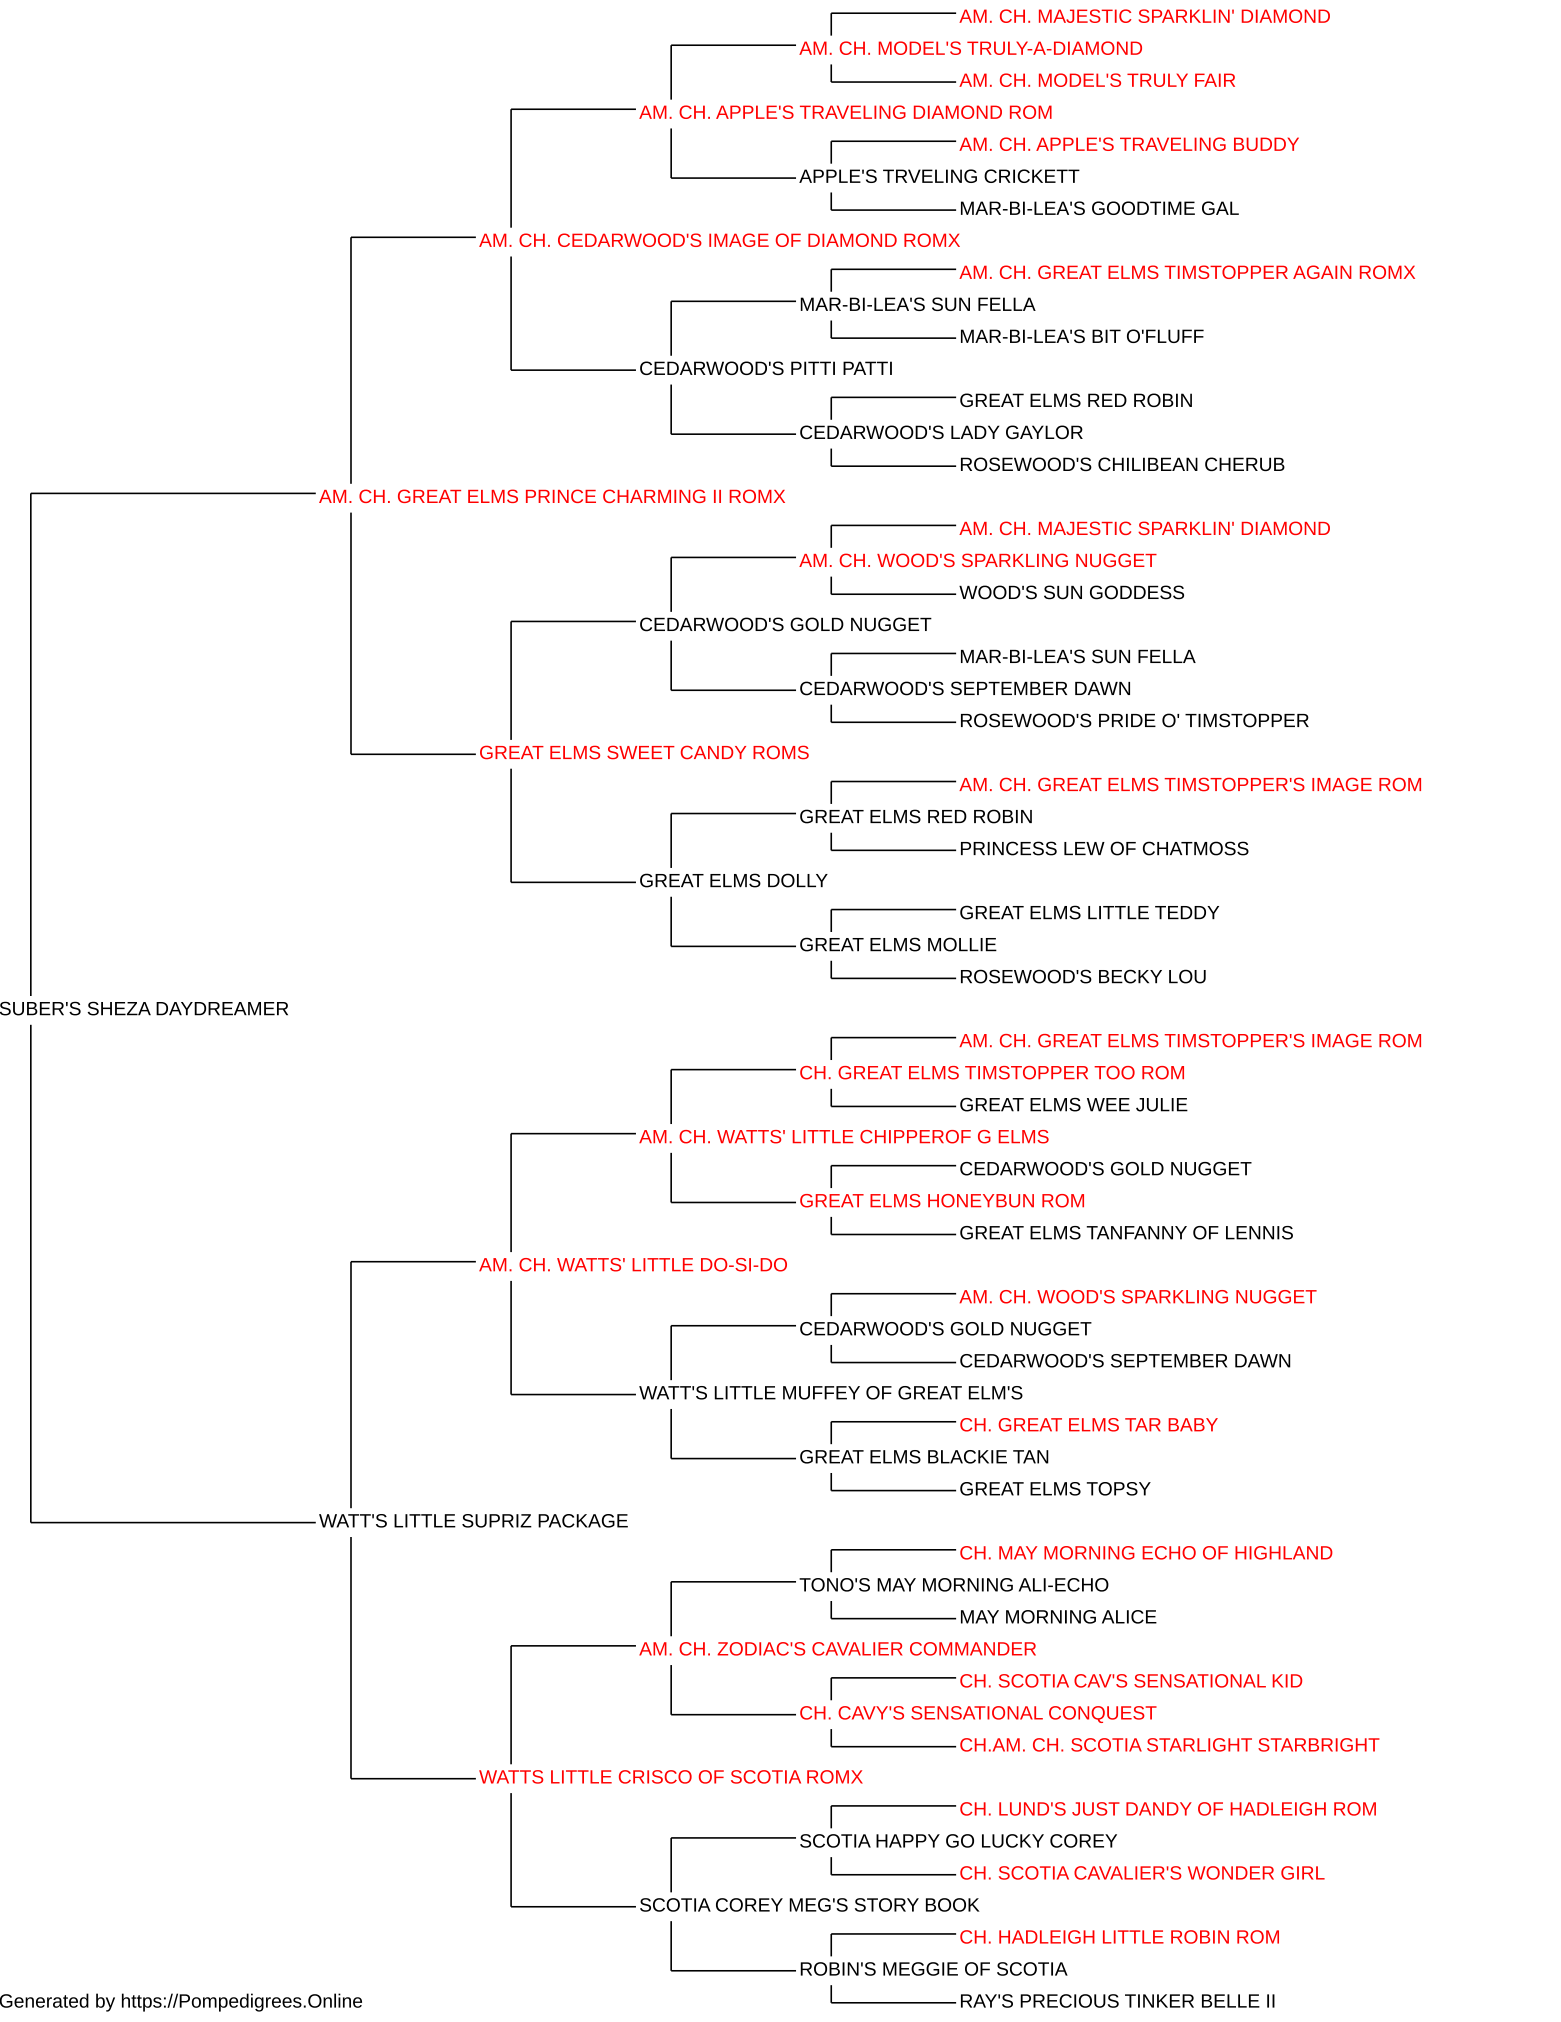 AM. CH. MAJESTIC SPARKLIN' DIAMOND
AM. CH. MODEL'S TRULY-A-DIAMOND
AM. CH. MODEL'S TRULY FAIR
AM. CH. APPLE'S TRAVELING DIAMOND ROM
AM. CH. APPLE'S TRAVELING BUDDY
APPLE'S TRVELING CRICKETT
MAR-BI-LEA'S GOODTIME GAL
AM. CH. CEDARWOOD'S IMAGE OF DIAMOND ROMX
AM. CH. GREAT ELMS TIMSTOPPER AGAIN ROMX
MAR-BI-LEA'S SUN FELLA
MAR-BI-LEA'S BIT O'FLUFF
CEDARWOOD'S PITTI PATTI
GREAT ELMS RED ROBIN
CEDARWOOD'S LADY GAYLOR
ROSEWOOD'S CHILIBEAN CHERUB
AM. CH. GREAT ELMS PRINCE CHARMING II ROMX
AM. CH. MAJESTIC SPARKLIN' DIAMOND
AM. CH. WOOD'S SPARKLING NUGGET
WOOD'S SUN GODDESS
CEDARWOOD'S GOLD NUGGET
MAR-BI-LEA'S SUN FELLA
CEDARWOOD'S SEPTEMBER DAWN
ROSEWOOD'S PRIDE O' TIMSTOPPER
GREAT ELMS SWEET CANDY ROMS
AM. CH. GREAT ELMS TIMSTOPPER'S IMAGE ROM
GREAT ELMS RED ROBIN
PRINCESS LEW OF CHATMOSS
GREAT ELMS DOLLY
GREAT ELMS LITTLE TEDDY
GREAT ELMS MOLLIE
ROSEWOOD'S BECKY LOU
SUBER'S SHEZA DAYDREAMER
AM. CH. GREAT ELMS TIMSTOPPER'S IMAGE ROM
CH. GREAT ELMS TIMSTOPPER TOO ROM
GREAT ELMS WEE JULIE
AM. CH. WATTS' LITTLE CHIPPEROF G ELMS
CEDARWOOD'S GOLD NUGGET
GREAT ELMS HONEYBUN ROM
GREAT ELMS TANFANNY OF LENNIS
AM. CH. WATTS' LITTLE DO-SI-DO
AM. CH. WOOD'S SPARKLING NUGGET
CEDARWOOD'S GOLD NUGGET
CEDARWOOD'S SEPTEMBER DAWN
WATT'S LITTLE MUFFEY OF GREAT ELM'S
CH. GREAT ELMS TAR BABY
GREAT ELMS BLACKIE TAN
GREAT ELMS TOPSY
WATT'S LITTLE SUPRIZ PACKAGE
CH. MAY MORNING ECHO OF HIGHLAND
TONO'S MAY MORNING ALI-ECHO
MAY MORNING ALICE
AM. CH. ZODIAC'S CAVALIER COMMANDER
CH. SCOTIA CAV'S SENSATIONAL KID
CH. CAVY'S SENSATIONAL CONQUEST
CH.AM. CH. SCOTIA STARLIGHT STARBRIGHT
WATTS LITTLE CRISCO OF SCOTIA ROMX
CH. LUND'S JUST DANDY OF HADLEIGH ROM
SCOTIA HAPPY GO LUCKY COREY
CH. SCOTIA CAVALIER'S WONDER GIRL
SCOTIA COREY MEG'S STORY BOOK
CH. HADLEIGH LITTLE ROBIN ROM
ROBIN'S MEGGIE OF SCOTIA
RAY'S PRECIOUS TINKER BELLE II
Generated by https://Pompedigrees.Online